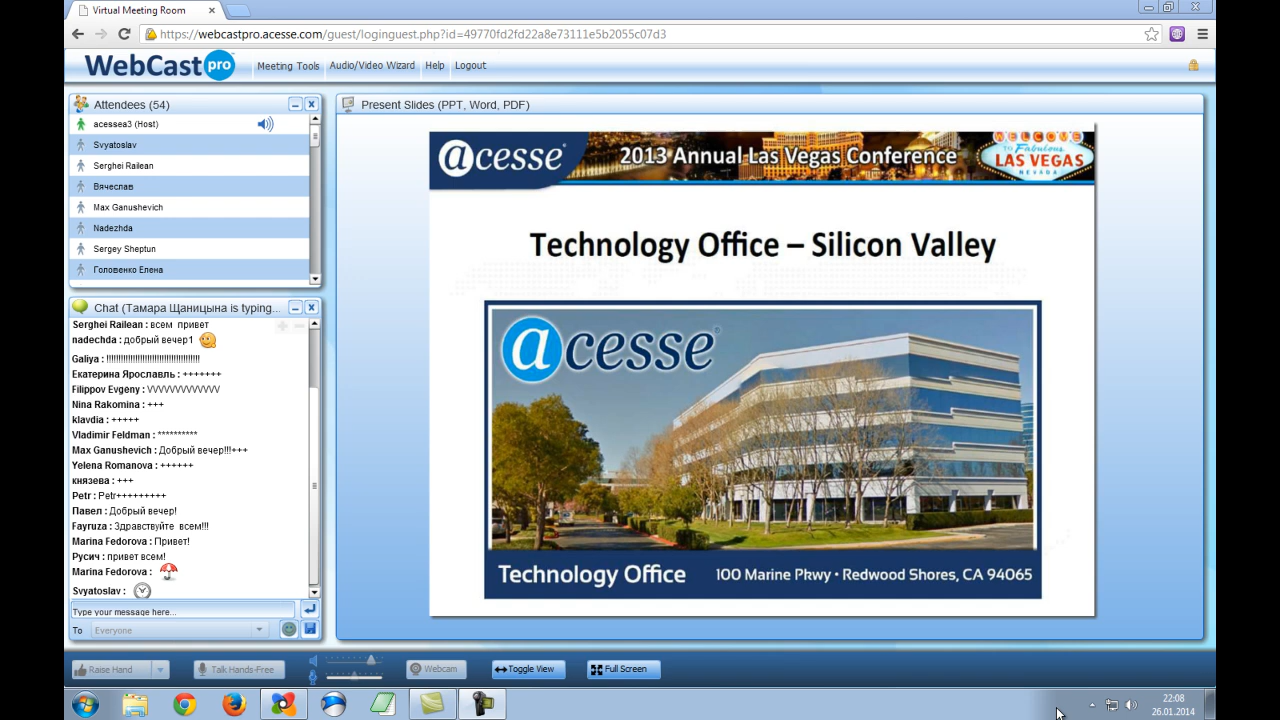 Virtual Meeting Room
https://webcastpro.acesse.com/guest/loginguest.php?id=49770fd2fd22a8e73111e5b2055c07d3
WebCast pro
Meeting Tools
Audio/Video Wizard
Help
Logout
Attendees (54)
acessea3 (Host)
Svyatoslav
Serghei Railean
Вячеслав
Max Ganushevich
Nadezhda
Sergey Sheptun
Головенко Елена
Chat (Тамара Щаницына is typing...
Serghei Railean : всем привет
nadechda : добрый вечер1
Galiya : !!!!!!!!!!!!!!!!!!!!!!!!!!!!!!!!!!!!!!
Екатерина Ярославль : +++++++
Filippov Evgeny : VVVVVVVVVVVV
Nina Rakomina : +++
klavdia : +++++
Vladimir Feldman : **********
Max Ganushevich : Добрый вечер!!!+++
Yelena Romanova : ++++++
князева : +++
Petr : Petr+++++++++
Павел : Добрый вечер!
Fayruza : Здравствуйте всем!!!
Marina Fedorova : Привет!
Русич : привет всем!
Marina Fedorova :
Svyatoslav :
Type your message here...
To
Everyone
Present Slides (PPT, Word, PDF)
acesse®
2013 Annual Las Vegas Conference
WELCOME
TO Fabulous
LAS VEGAS
NEVADA
Technology Office – Silicon Valley
acesse®
Technology Office
100 Marine Pkwy • Redwood Shores, CA 94065
Raise Hand
Talk Hands-Free
Webcam
Toggle View
Full Screen
22:08
26.01.2014